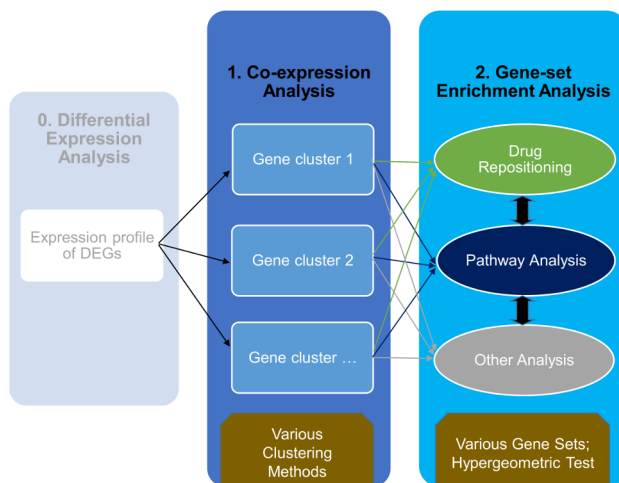 0. Differential
Expression
Analysis
Expression profile
of DEGs
1. Co-expression
Analysis
Gene cluster 1
Gene cluster 2
Gene cluster ...
Various
Clustering
Methods
2. Gene-set
Enrichment Analysis
Drug
Repositioning
Pathway Analysis
Other Analysis
Various Gene Sets;
Hypergeometric Test